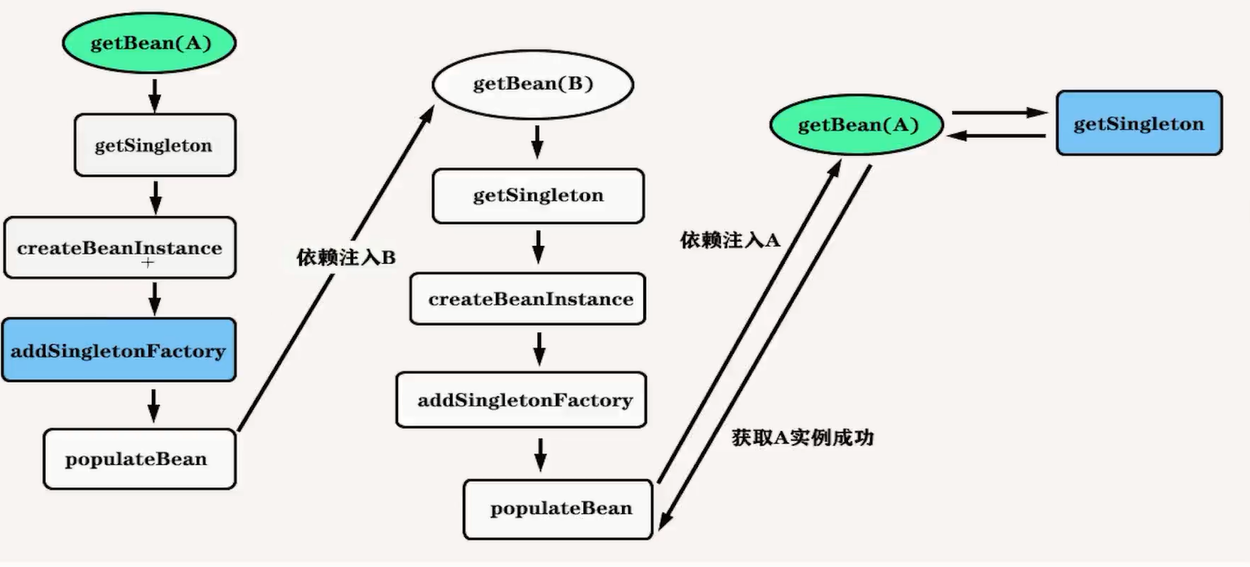 getBean(A)
getSingleton
createBeanInstance
addSingletonFactory
populateBean
依赖注入B
getBean(B)
getSingleton
createBeanInstance
addSingletonFactory
populateBean
依赖注入A
获取A实例成功
getBean(A)
getSingleton